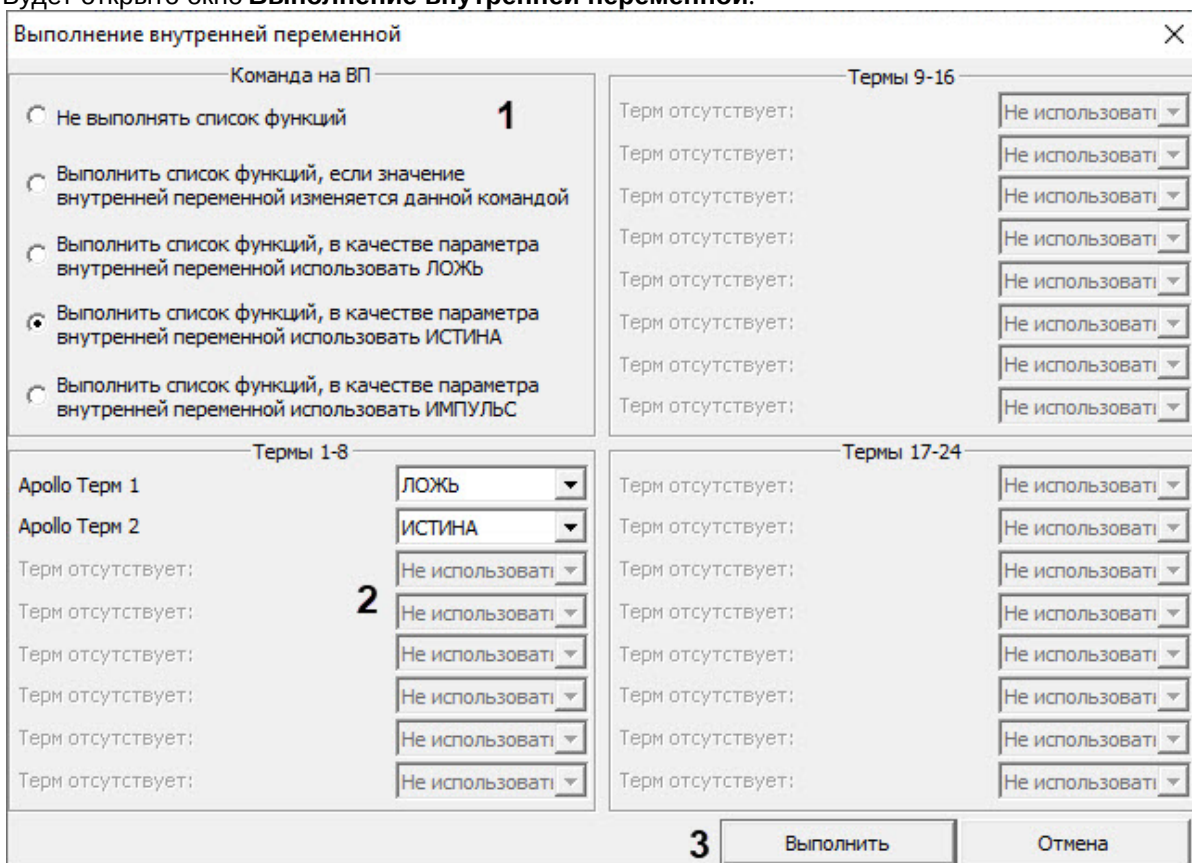 Будет открыто окно Выполнение внутренней переменной.
Выполнение внутренней переменной
Команда на ВП
Не выполнять список функций
1
Выполнить список функций, если значение
внутренней переменной изменяется данной командой
Выполнить список функций, в качестве параметра
внутренней переменной использовать ЛОЖЬ
Выполнить список функций, в качестве параметра
внутренней переменной использовать ИСТИНА
Выполнить список функций, в качестве параметра
внутренней переменной использовать ИМПУЛЬС
Термы 9-16
Терм отсутствует: Не использовать
Терм отсутствует: Не использовать
Терм отсутствует: Не использовать
Терм отсутствует: Не использовать
Терм отсутствует: Не использовать
Терм отсутствует: Не использовать
Терм отсутствует: Не использовать
Терм отсутствует: Не использовать
Термы 1-8
Apollo Терм 1 ЛОЖЬ
Apollo Терм 2 ИСТИНА
Терм отсутствует: Не использовать
2
Терм отсутствует: Не использовать
Терм отсутствует: Не использовать
Терм отсутствует: Не использовать
Терм отсутствует: Не использовать
Терм отсутствует: Не использовать
Термы 17-24
Терм отсутствует: Не использовать
Терм отсутствует: Не использовать
Терм отсутствует: Не использовать
Терм отсутствует: Не использовать
Терм отсутствует: Не использовать
Терм отсутствует: Не использовать
Терм отсутствует: Не использовать
Терм отсутствует: Не использовать
3 Выполнить Отмена